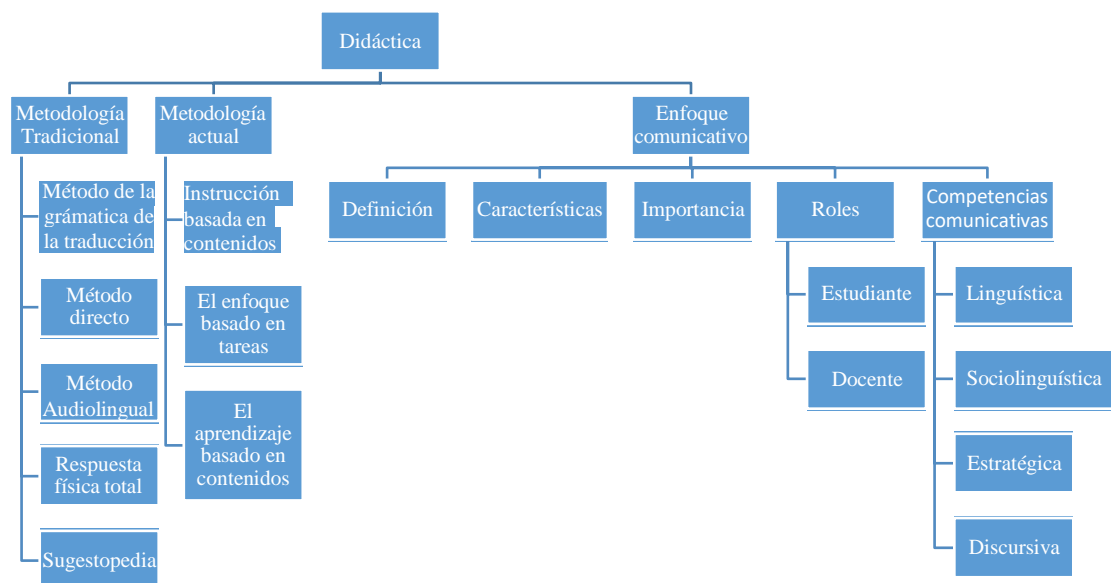 Didáctica
Metodología
Tradicional
Metodología
actual
Enfoque
comunicativo
Método de la
grámatica de
la traducción
Instrucción
basada en
contenidos
Definición
Características
Importancia
Roles
Competencias
comunicativas
Método
directo
El enfoque
basado en
tareas
Estudiante
Linguística
Método
Audiolingual
El
aprendizaje
basado en
contenidos
Docente
Sociolinguística
Respuesta
física total
Estratégica
Sugestopedia
Discursiva